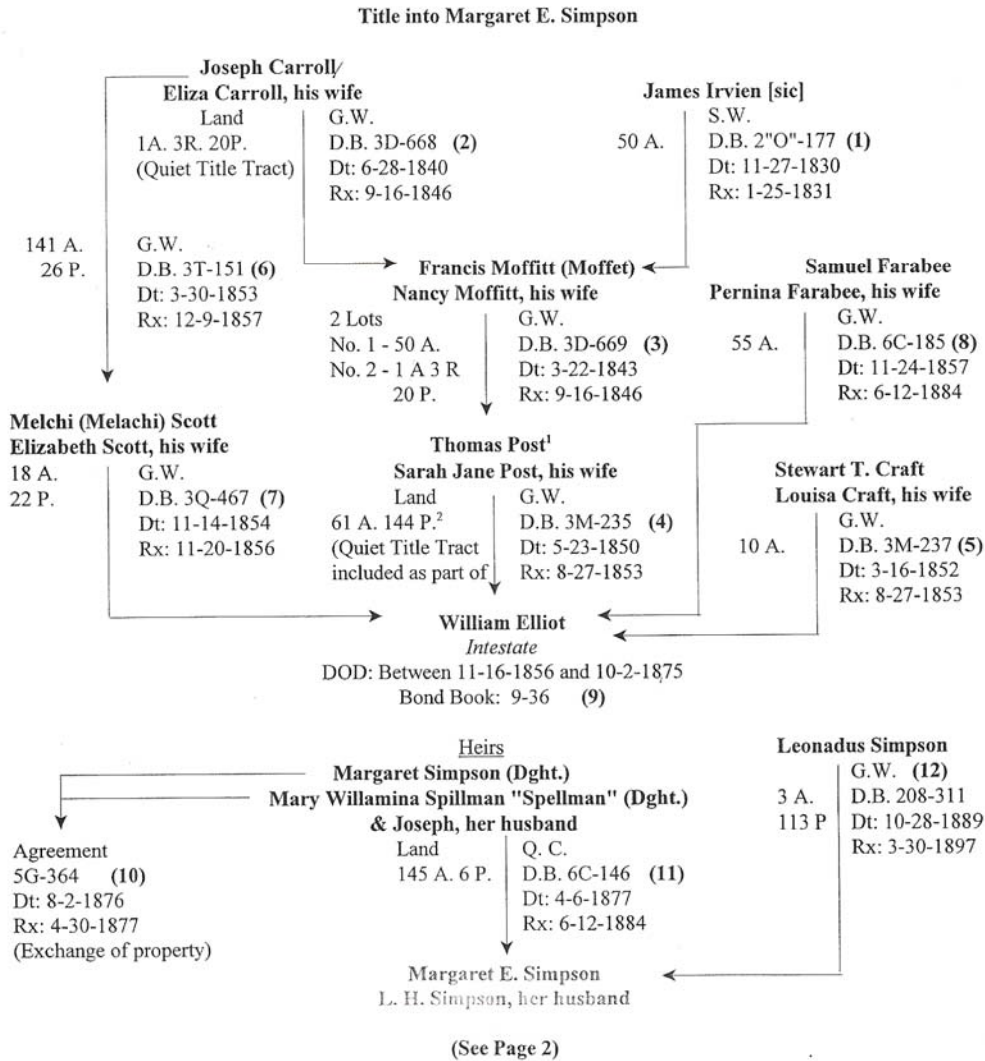 Title into Margaret E. Simpson
Joseph Carroll/
Eliza Carroll, his wife
Land
1A. 3R. 20P.
(Quiet Title Tract)
G.W.
D.B. 3D-668 (2)
Dt: 6-28-1840
Rx: 9-16-1846
James Irvien [sic]
50 A.
S.W.
D.B. 2"O"-177 (1)
Dt: 11-27-1830
Rx: 1-25-1831
141 A.
26 P.
G.W.
D.B. 3T-151 (6)
Dt: 3-30-1853
Rx: 12-9-1857
Francis Moffitt (Moffet)
Nancy Moffitt, his wife
2 Lots
No. 1 - 50 A.
No. 2 - 1 A 3 R
20 P.
G.W.
D.B. 3D-669 (3)
Dt: 3-22-1843
Rx: 9-16-1846
Samuel Farabee
Pernina Farabee, his wife
55 A.
G.W.
D.B. 6C-185 (8)
Dt: 11-24-1857
Rx: 6-12-1884
Melchi (Melachi) Scott
Elizabeth Scott, his wife
18 A.
22 P.
G.W.
D.B. 3Q-467 (7)
Dt: 11-14-1854
Rx: 11-20-1856
Thomas Post1
Sarah Jane Post, his wife
Land
61 A. 144 P.2
(Quiet Title Tract
included as part of
G.W.
D.B. 3M-235 (4)
Dt: 5-23-1850
Rx: 8-27-1853
Stewart T. Craft
Louisa Craft, his wife
10 A.
G.W.
D.B. 3M-237 (5)
Dt: 3-16-1852
Rx: 8-27-1853
William Elliot
Intestate
DOD: Between 11-16-1856 and 10-2-1875
Bond Book: 9-36 (9)
Heirs
Margaret Simpson (Dght.)
Mary Willamina Spillman "Spellman" (Dght.)
& Joseph, her husband
Land
145 A. 6 P.
Q. C.
D.B. 6C-146 (11)
Dt: 4-6-1877
Rx: 6-12-1884
Leonadus Simpson
3 A.
113 P
G.W. (12)
D.B. 208-311
Dt: 10-28-1889
Rx: 3-30-1897
Agreement
5G-364 (10)
Dt: 8-2-1876
Rx: 4-30-1877
(Exchange of property)
Margaret E. Simpson
L. H. Simpson, her husband
(See Page 2)